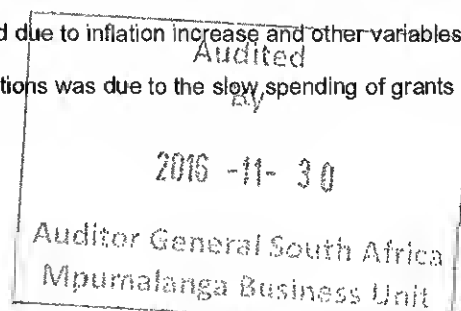 d due to inflation increase and other variables
Audited
tions was due to the slow spending of grants
By
2016 -11- 30
Auditor General South Africa
Mpumalanga Business Unit